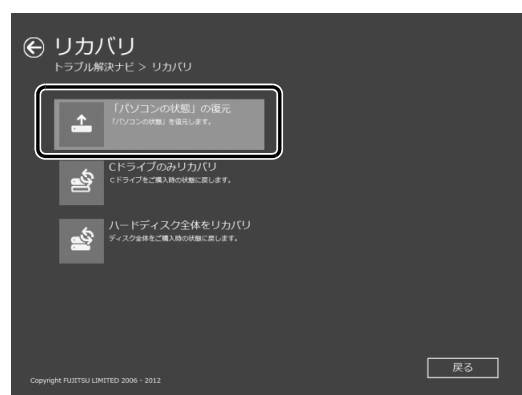 リカバリ
トラブル解決ナビ > リカバリ
「パソコンの状態」の復元
「パソコンの状態」を復元します。
Cドライブのみリカバリ
Cドライブをご購入時の状態に戻します。
ハードディスク全体をリカバリ
ディスク全体をご購入時の状態に戻します。
戻る
Copyright FUJITSU LIMITED 2006 - 2012